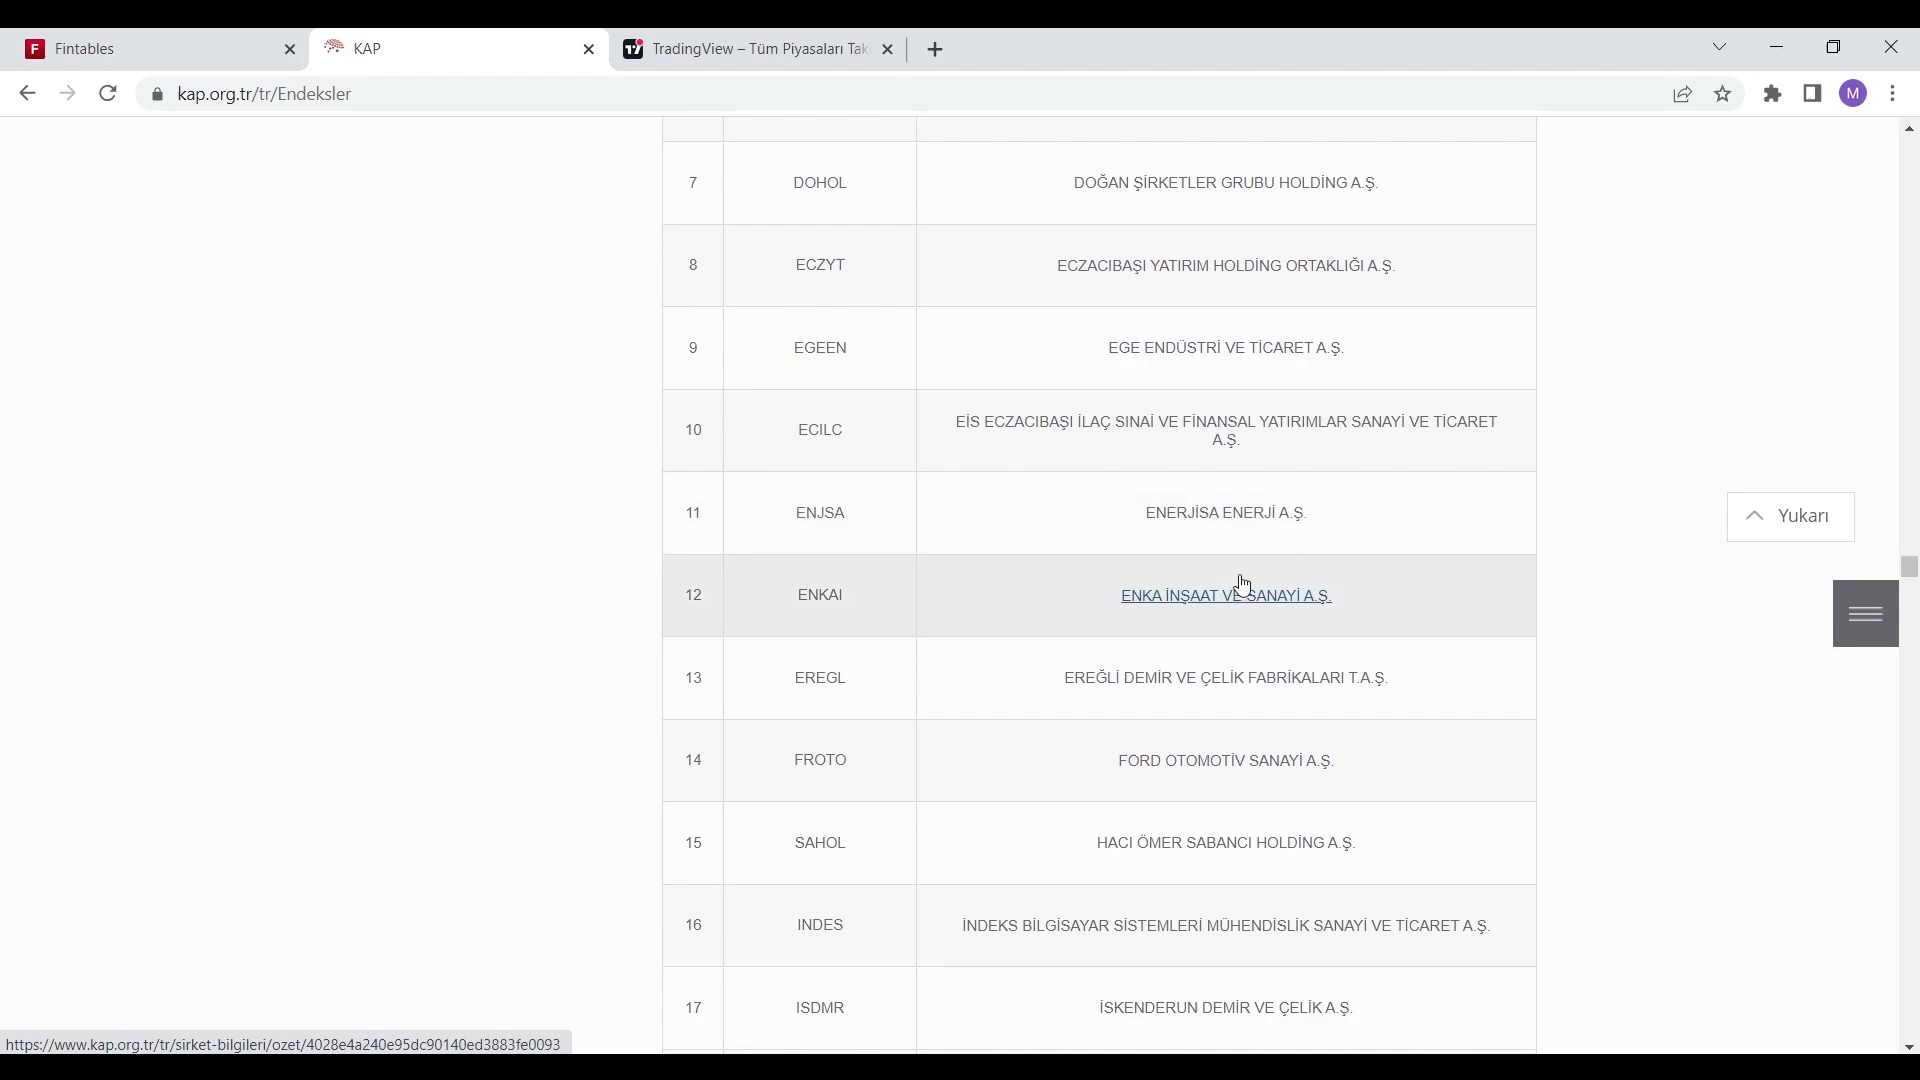 Fintables
KAP
TradingView – Tüm Piyasaları Tak
kap.org.tr/tr/Endeksler
M
7 DOHOL DOĞAN ŞİRKETLER GRUBU HOLDİNG A.Ş.
8 ECZYT ECZACIBAŞI YATIRIM HOLDİNG ORTAKLIĞI A.Ş.
9 EGEEN EGE ENDÜSTRİ VE TİCARET A.Ş.
10 ECILC EİS ECZACIBAŞI İLAÇ SINAİ VE FİNANSAL YATIRIMLAR SANAYİ VE TİCARET
A.Ş.
11 ENJSA ENERJİSA ENERJİ A.Ş.
Yukarı
12 ENKAI ENKA İNŞAAT VE SANAYİ A.Ş.
13 EREGL EREĞLİ DEMİR VE ÇELİK FABRİKALARI T.A.Ş.
14 FROTO FORD OTOMOTİV SANAYİ A.Ş.
15 SAHOL HACI ÖMER SABANCI HOLDİNG A.Ş.
16 INDES İNDEKS BİLGİSAYAR SİSTEMLERİ MÜHENDİSLİK SANAYİ VE TİCARET A.Ş.
17 ISDMR İSKENDERUN DEMİR VE ÇELİK A.Ş.
https://www.kap.org.tr/tr/sirket-bilgileri/ozet/4028e4a240e95dc90140ed3883fe0093